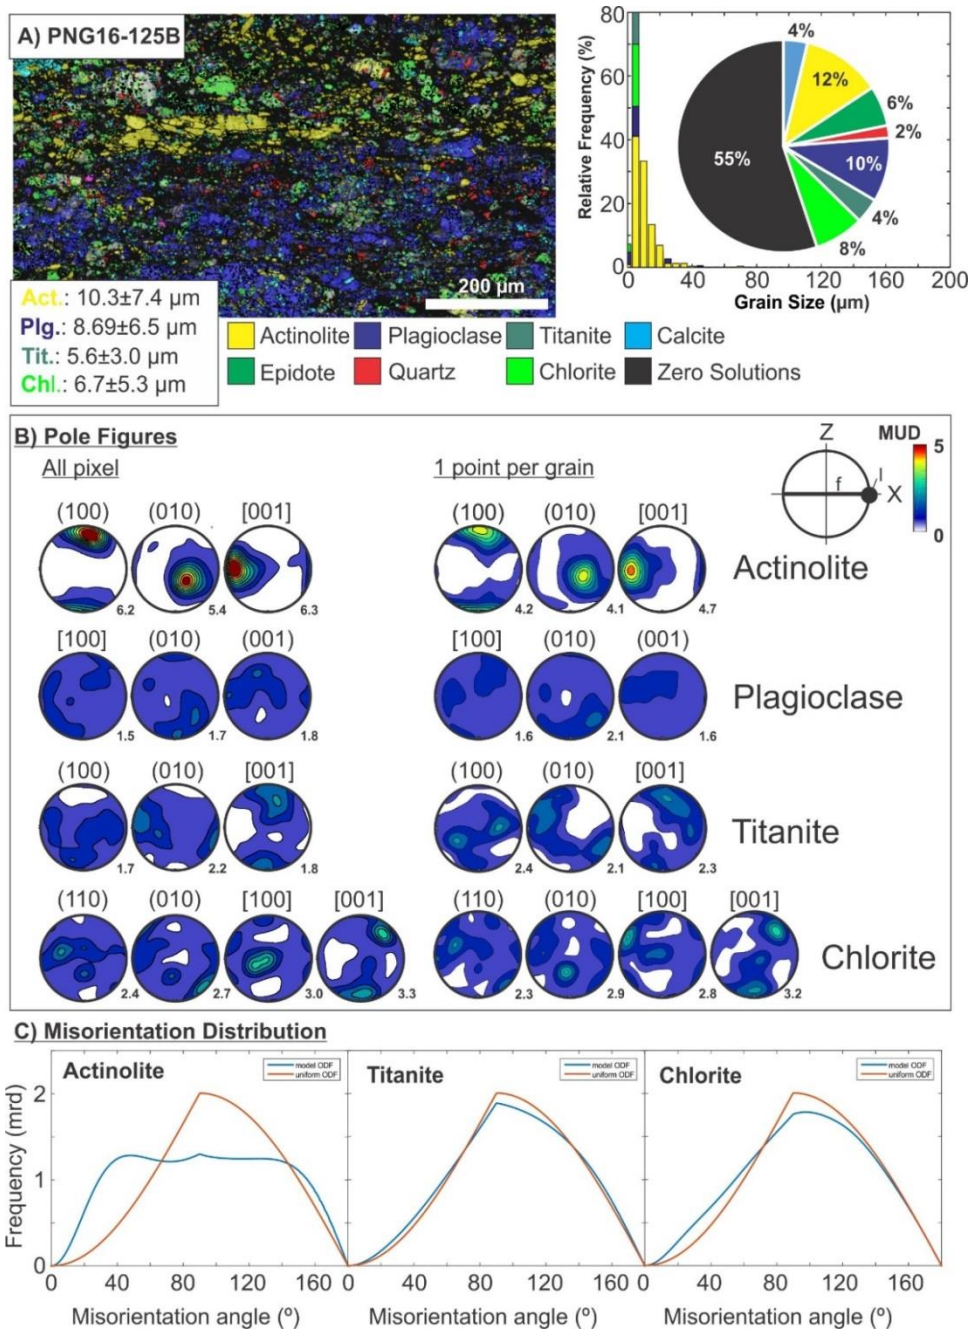 A) PNG16-125B
200 µm
Act.: 10.3±7.4 µm
Plg.: 8.69±6.5 µm
Tit.: 5.6±3.0 µm
Chl.: 6.7±5.3 µm
Relative Frequency (%)
80
60
40
20
0
0 40 80 120 160 200
Grain Size (µm)
4%
12%
6%
2%
10%
4%
8%
55%
Actinolite Plagioclase Titanite Calcite
Epidote Quartz Chlorite Zero Solutions
B) Pole Figures
All pixel 1 point per grain
Z
X
f
l
MUD
5
0
(100) (010) [001] (100) (010) [001]
Actinolite
6.2 5.4 6.3 4.2 4.1 4.7
[100] (010) (001) [100] (010) (001)
Plagioclase
1.5 1.7 1.8 1.6 2.1 1.6
(100) (010) [001] (100) (010) [001]
Titanite
1.7 2.2 1.8 2.4 2.1 2.3
(110) (010) [100] [001] (110) (010) [100] [001]
Chlorite
2.4 2.7 3.0 3.3 2.3 2.9 2.8 3.2
C) Misorientation Distribution
Frequency (mrd)
2
1
0
Actinolite
model ODF
uniform ODF
0 40 80 120 160
Misorientation angle (º)
Titanite
model ODF
uniform ODF
0 40 80 120 160
Misorientation angle (º)
Chlorite
model ODF
uniform ODF
0 40 80 120 160
Misorientation angle (º)